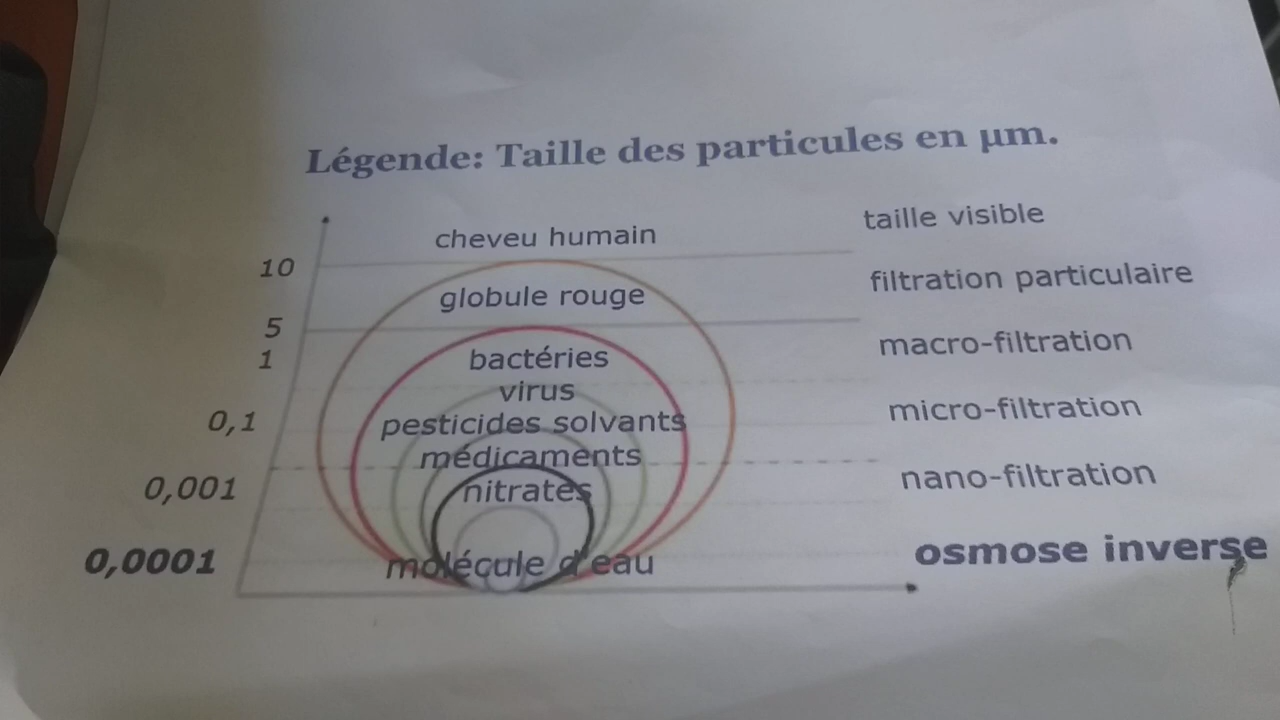 Légende: Taille des particules en µm.
taille visible
cheveu humain
10
filtration particulaire
globule rouge
5
macro-filtration
1
bactéries
virus
micro-filtration
0,1
pesticides solvants
médicaments
nano-filtration
0,001
nitrates
osmose inverse
0,0001
molécule d'eau